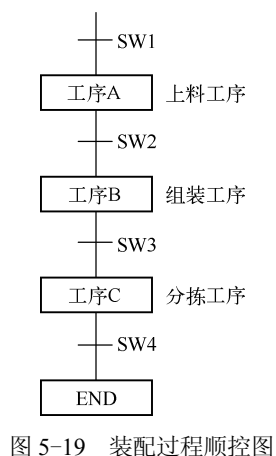 SW1
工序A 上料工序
SW2
工序B 组装工序
SW3
工序C 分拣工序
SW4
END
图 5-19 装配过程顺控图